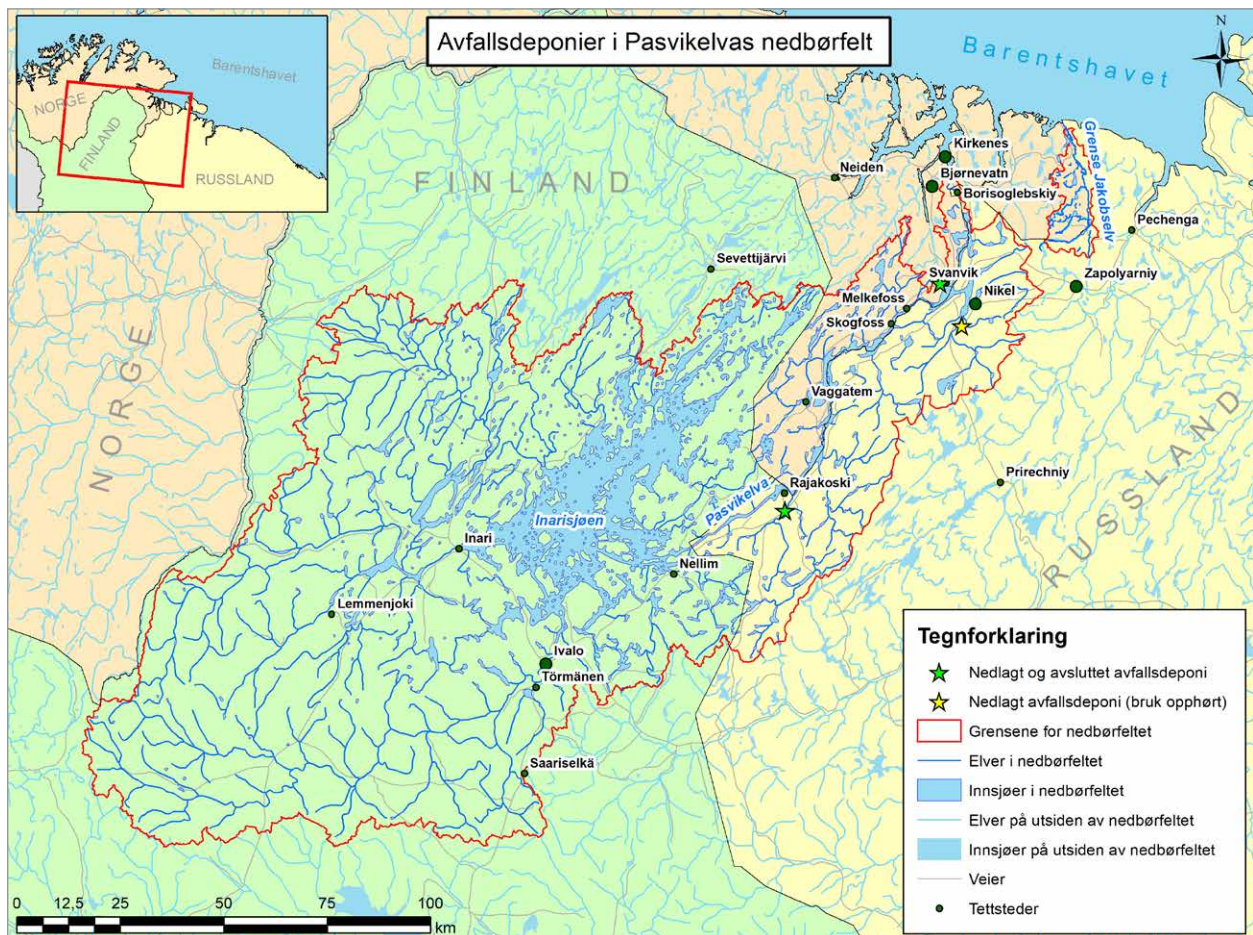 Avfallsdeponier i Pasvikelvas nedbørfelt
Barentshavet
NORGE
FINLAND
RUSSLAND
N
Barentshavet
FINLAND
NORGE
RUSSLAND
Neiden
Kirkenes
Bjørnevatn
Borisoglebskiy
Grense Jakobselv
Pechenga
Sevettijärvi
Svanvik
Zapolyarniy
Melkefoss
Nikel
Skogfoss
Vaggatem
Prirechniy
Rajakoski
Pasvikelva
Inarisjøen
Inari
Nellim
Lemmenjoki
Ivalo
Törmänen
Saariselkä
Tegnforklaring
Nedlagt og avsluttet avfallsdeponi
Nedlagt avfallsdeponi (bruk opphørt)
Grensene for nedbørfeltet
Elver i nedbørfeltet
Innsjøer i nedbørfeltet
Elver på utsiden av nedbørfeltet
Innsjøer på utsiden av nedbørfeltet
Veier
Tettsteder
0 12,5 25 50 75 100
km